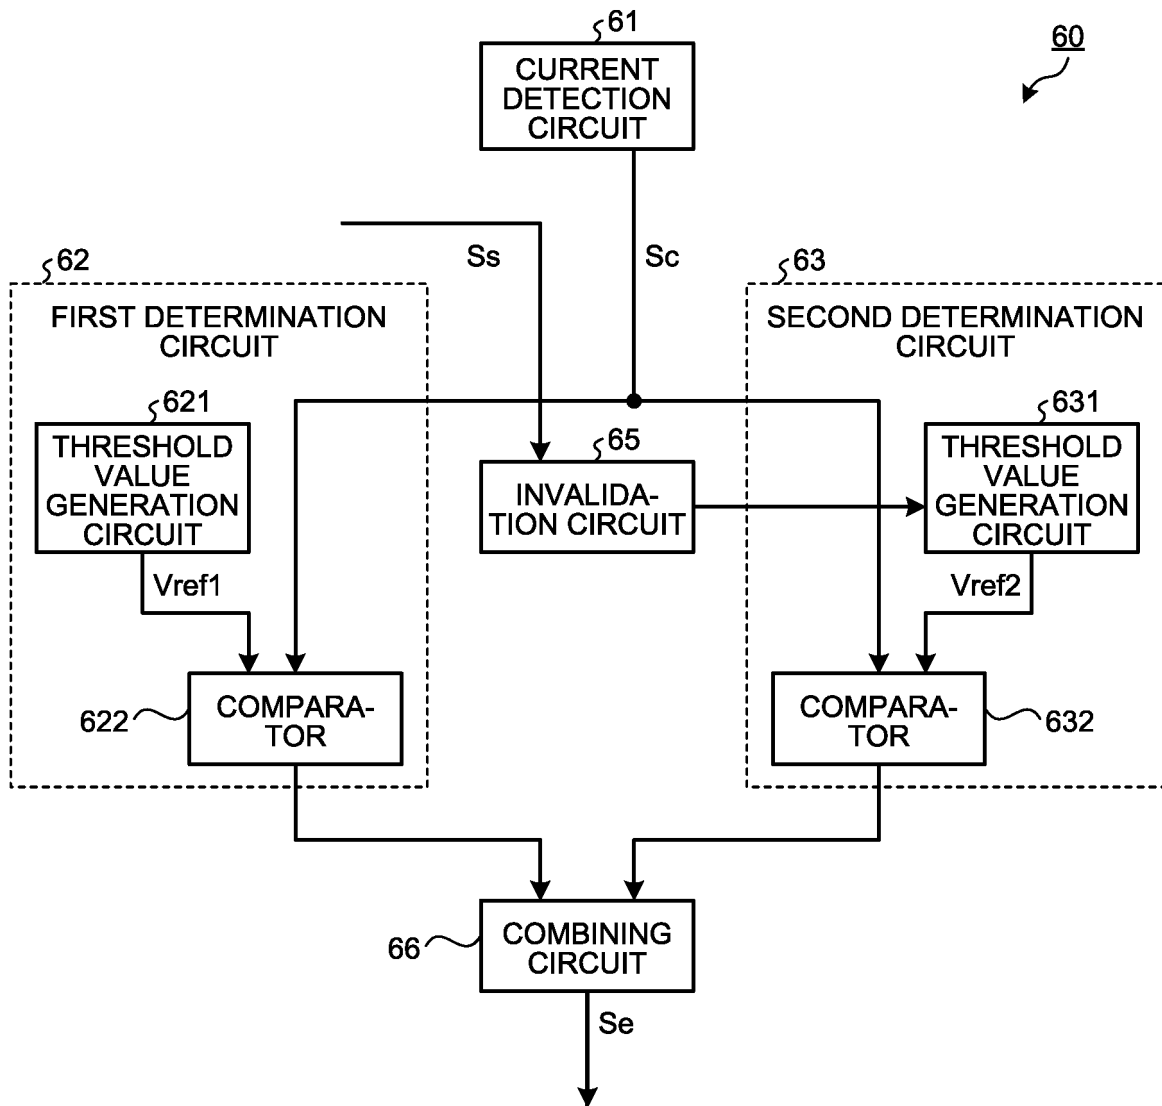 61
60
CURRENT
DETECTION
CIRCUIT
Ss
Sc
62
63
FIRST DETERMINATION
CIRCUIT
SECOND DETERMINATION
CIRCUIT
621
THRESHOLD
VALUE
GENERATION
CIRCUIT
65
INVALIDA-
TION CIRCUIT
631
THRESHOLD
VALUE
GENERATION
CIRCUIT
Vref1
Vref2
622
COMPARA-
TOR
COMPARA-
TOR
632
66
COMBINING
CIRCUIT
Se